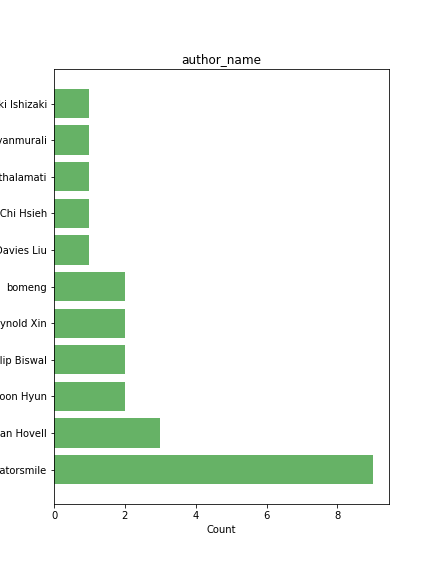 author_name
ki Ishizaki
vanmurali
thalamati
Chi Hsieh
Davies Liu
bomeng
ynold Xin
lip Biswal
oon Hyun
an Hovell
atorsmile
0 2 4 6 8
Count